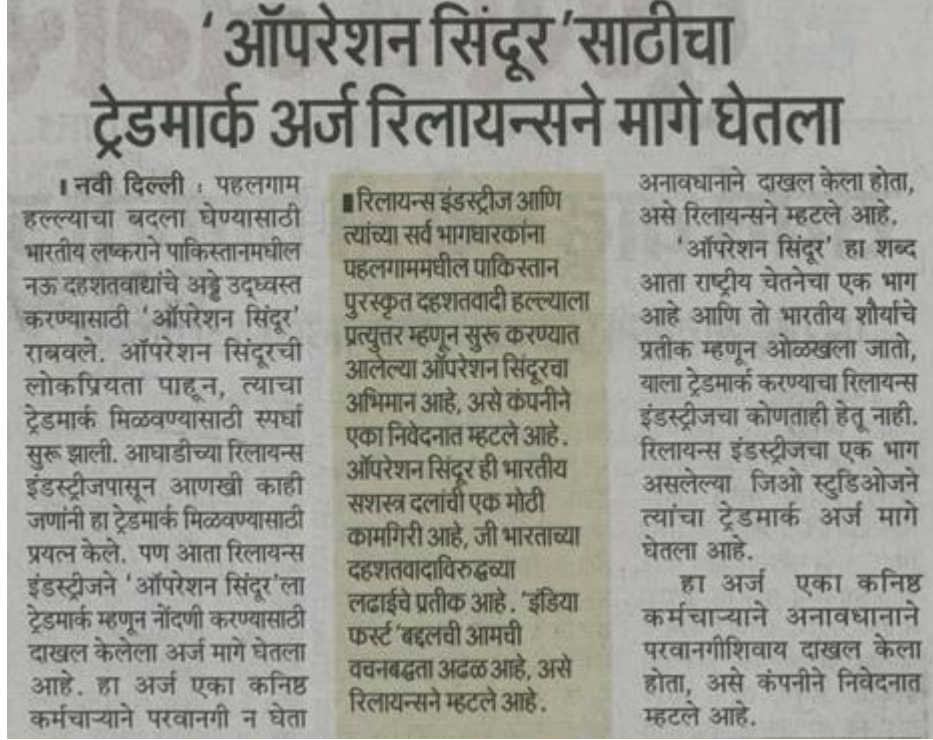 'ऑपरेशन सिंदूर'साठीचा
ट्रेडमार्क अर्ज रिलायन्सने मागे घेतला
। नवी दिल्ली : पहलगाम
हल्ल्याचा बदला घेण्यासाठी
भारतीय लष्कराने पाकिस्तानमधील
नऊ दहशतवाद्यांचे अड्डे उद्ध्वस्त
करण्यासाठी 'ऑपरेशन सिंदूर'
राबवले. ऑपरेशन सिंदूरची
लोकप्रियता पाहून, त्याचा
ट्रेडमार्क मिळवण्यासाठी स्पर्धा
सुरू झाली. आघाडीच्या रिलायन्स
इंडस्ट्रीजपासून आणखी काही
जणांनी हा ट्रेडमार्क मिळवण्यासाठी
प्रयत्न केले. पण आता रिलायन्स
इंडस्ट्रीजने 'ऑपरेशन सिंदूर'ला
ट्रेडमार्क म्हणून नोंदणी करण्यासाठी
दाखल केलेला अर्ज मागे घेतला
आहे. हा अर्ज एका कनिष्ठ
कर्मचाऱ्याने परवानगी न घेता
▮ रिलायन्स इंडस्ट्रीज आणि
त्यांच्या सर्व भागधारकांना
पहलगाममधील पाकिस्तान
पुरस्कृत दहशतवादी हल्ल्याला
प्रत्युत्तर म्हणून सुरू करण्यात
आलेल्या ऑपरेशन सिंदूरचा
अभिमान आहे, असे कंपनीने
एका निवेदनात म्हटले आहे.
ऑपरेशन सिंदूर ही भारतीय
सशस्त्र दलांची एक मोठी
कामगिरी आहे, जी भारताच्या
दहशतवादाविरुद्धच्या
लढाईचे प्रतीक आहे. 'इंडिया
फर्स्ट'बद्दलची आमची
वचनबद्धता अढळ आहे, असे
रिलायन्सने म्हटले आहे.
अनावधानाने दाखल केला होता,
असे रिलायन्सने म्हटले आहे.
'ऑपरेशन सिंदूर' हा शब्द
आता राष्ट्रीय चेतनेचा एक भाग
आहे आणि तो भारतीय शौर्याचे
प्रतीक म्हणून ओळखला जातो,
याला ट्रेडमार्क करण्याचा रिलायन्स
इंडस्ट्रीजचा कोणताही हेतू नाही.
रिलायन्स इंडस्ट्रीजचा एक भाग
असलेल्या जिओ स्टुडिओजने
त्यांचा ट्रेडमार्क अर्ज मागे
घेतला आहे.
हा अर्ज एका कनिष्ठ
कर्मचाऱ्याने अनावधानाने
परवानगीशिवाय दाखल केला
होता, असे कंपनीने निवेदनात
म्हटले आहे.